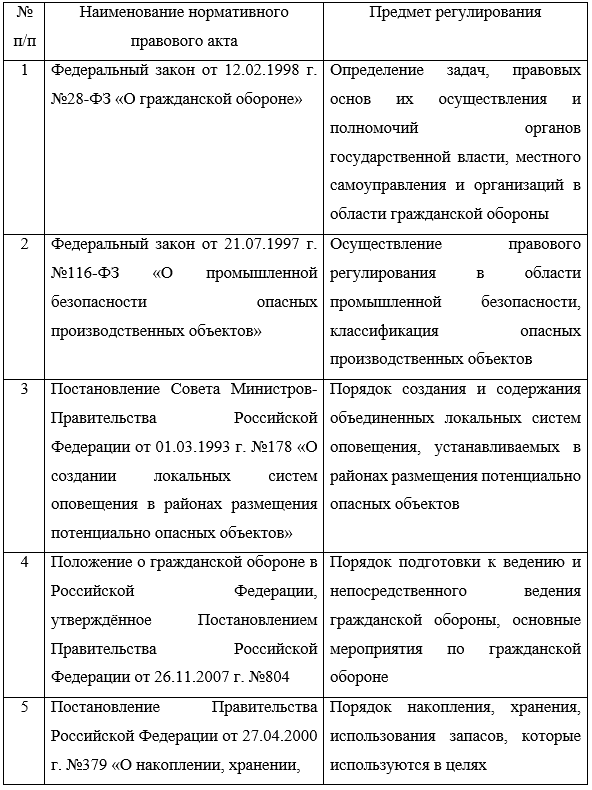 № п/п
Наименование нормативного правового акта
Предмет регулирования
1
Федеральный закон от 12.02.1998 г.
№28-ФЗ «О гражданской обороне»
Определение задач, правовых
основ их осуществления и
полномочий органов
государственной власти, местного
самоуправления и организаций в
области гражданской обороны
2
Федеральный закон от 21.07.1997 г.
№116-ФЗ «О промышленной
безопасности опасных
производственных объектов»
Осуществление правового
регулирования в области
промышленной безопасности,
классификация опасных
производственных объектов
3
Постановление Совета Министров-
Правительства Российской
Федерации от 01.03.1993 г. №178 «О
создании локальных систем
оповещения в районах размещения
потенциально опасных объектов»
Порядок создания и содержания
объединенных локальных систем
оповещения, устанавливаемых в
районах размещения потенциально
опасных объектов
4
Положение о гражданской обороне в
Российской Федерации,
утверждённое Постановлением
Правительства Российской
Федерации от 26.11.2007 г. №804
Порядок подготовки к ведению и
непосредственного ведения
гражданской обороны, основные
мероприятия по гражданской
обороне
5
Постановление Правительства
Российской Федерации от 27.04.2000
г. №379 «О накоплении, хранении,
Порядок накопления, хранения,
использования запасов, которые
используются в целях